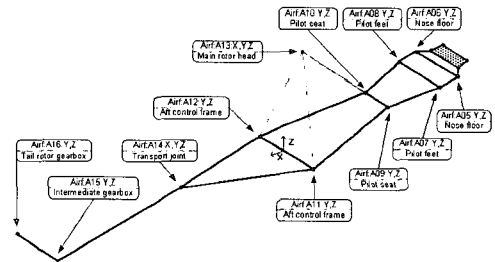 Airf.A10 Y,Z
Pilot seat
Airf.A08 Y,Z
Pilot feet
Airf.A06 Y,Z
Nose floor
Airf.A13 X,Y,Z
Main rotor head
Airf.A12 Y,Z
Aft control frame
Airf.A16 Y,Z
Tail rotor gearbox
Airf.A14 X,Y,Z
Transport joint
Airf.A15 Y,Z
Intermediate gearbox
Z
X
Airf.A05 Y,Z
Nose floor
Airf.A07 Y,Z
Pilot feet
Airf.A09 Y,Z
Pilot seat
Airf.A11 Y,Z
Aft control frame